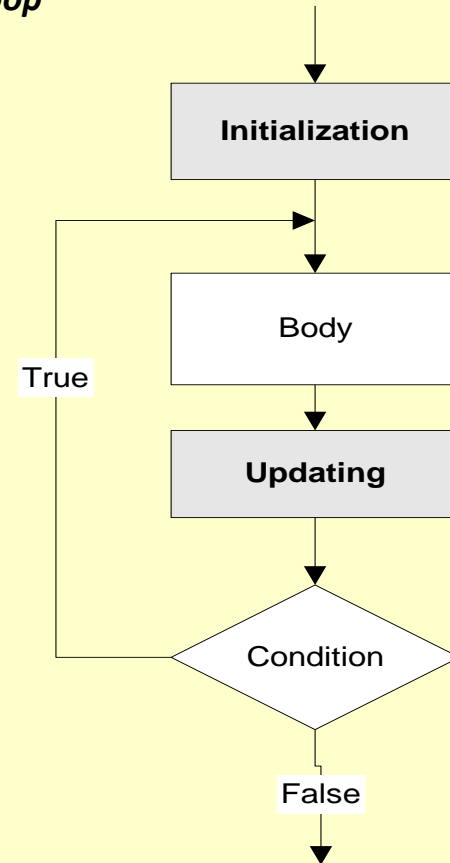 Initialization
Body
True
Updating
Condition
False